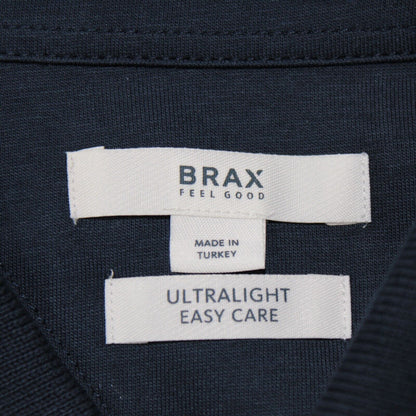 BRAX
FEEL GOOD
MADE IN
TURKEY
ULTRALIGHT
EASY CARE